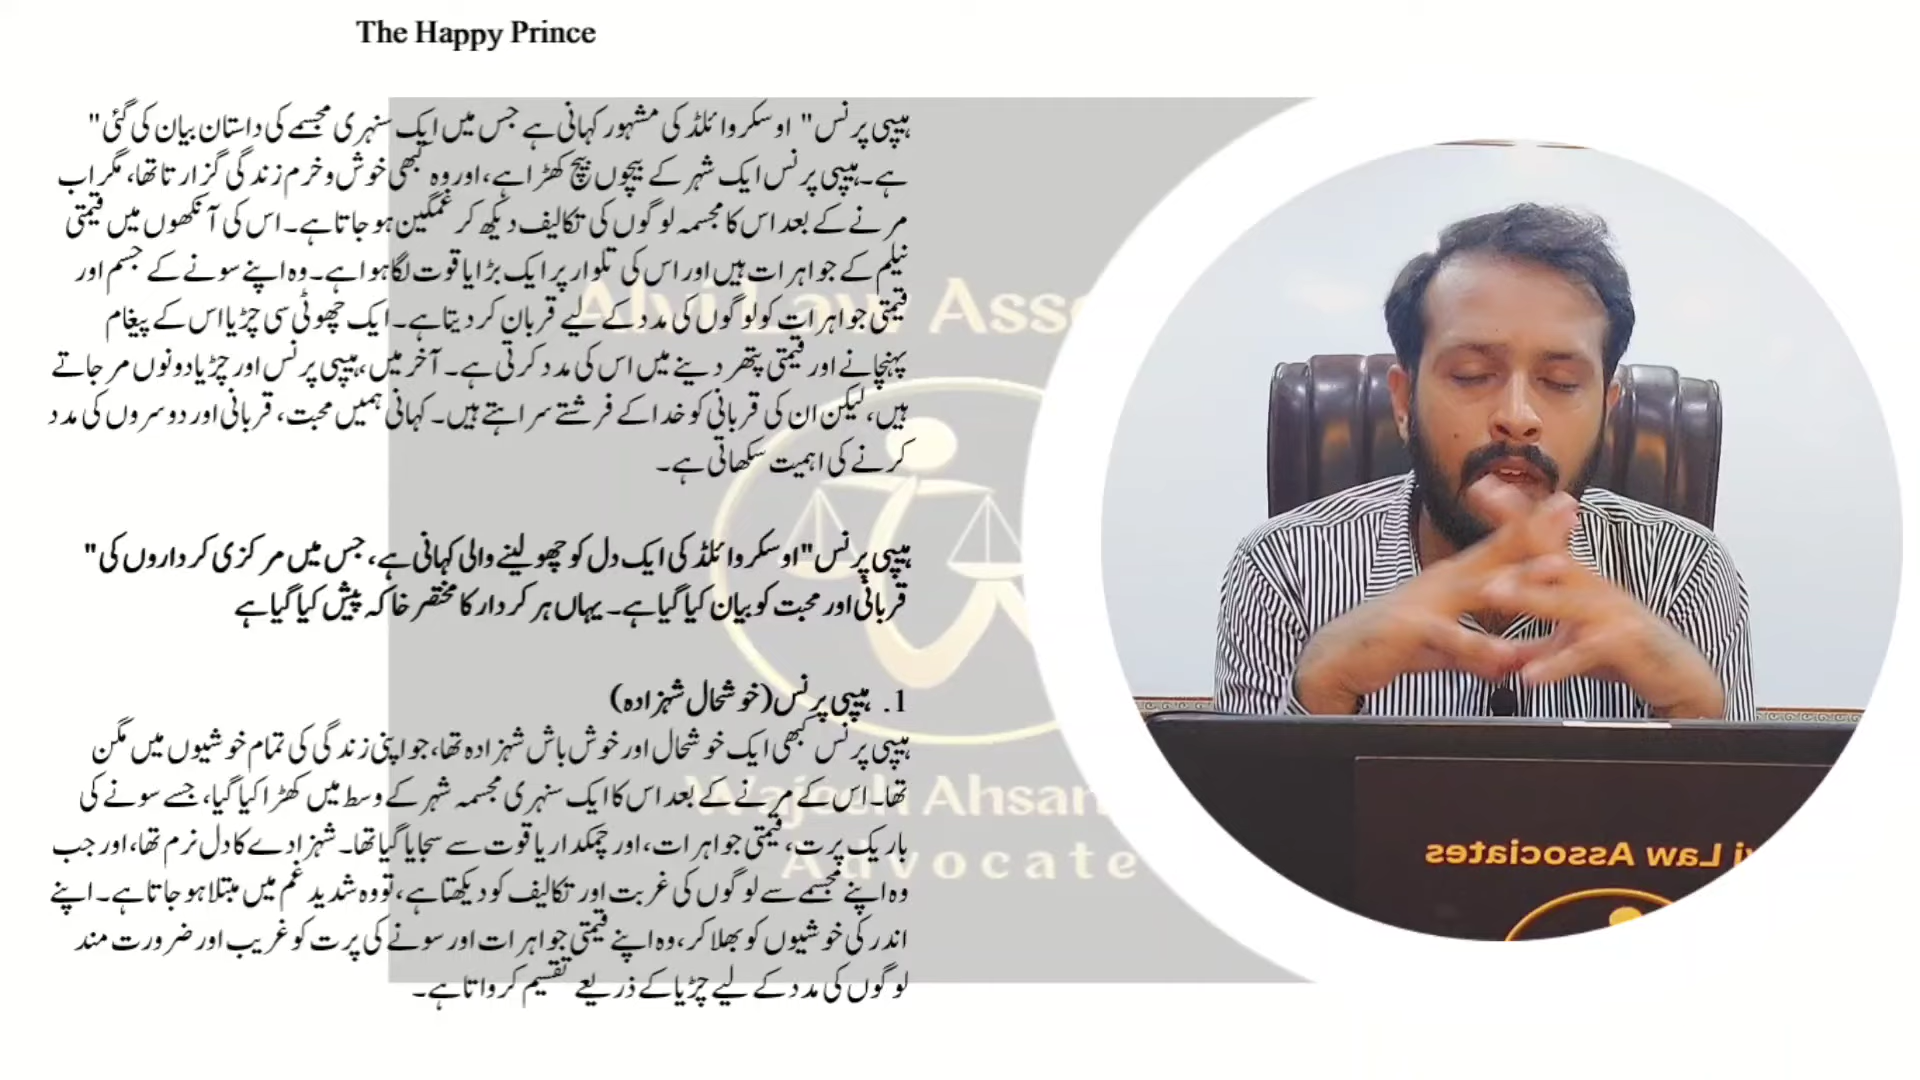 The Happy Prince
ہیپی پرنس" اوسکر وائلڈ کی مشہور کہانی ہے جس میں ایک سنہری مجسمے کی داستان بیان کی گئی"
ہے۔ ہیپی پرنس ایک شہر کے بیچوں بیچ کھڑا ہے، اور وہ کبھی خوش و خرم زندگی گزارتا تھا، مگر اب
مرنے کے بعد اس کا مجسمہ لوگوں کی تکالیف دیکھ کر غمگین ہو جاتا ہے۔ اس کی آنکھوں میں قیمتی
نیلم کے جواہرات ہیں اور اس کی تلوار پر ایک بڑا یاقوت لگا ہوا ہے۔ وہ اپنے سونے کے جسم اور
قیمتی جواہرات کو لوگوں کی مدد کے لیے قربان کر دیتا ہے۔ ایک چھوٹی سی چڑیا اس کے پیغام
پہنچانے اور قیمتی پتھر دینے میں اس کی مدد کرتی ہے۔ آخر میں، ہیپی پرنس اور چڑیا دونوں مر جاتے
ہیں، لیکن ان کی قربانی کو خدا کے فرشتے سراہتے ہیں۔ کہانی ہمیں محبت، قربانی اور دوسروں کی مدد
کرنے کی اہمیت سکھاتی ہے۔
ہیپی پرنس" اوسکر وائلڈ کی ایک دل کو چھو لینے والی کہانی ہے، جس میں مرکزی کرداروں کی"
قربانی اور محبت کو بیان کیا گیا ہے۔ یہاں ہر کردار کا مختصر خاکہ پیش کیا گیا ہے
1. ہیپی پرنس (خوشحال شہزادہ)
ہیپی پرنس کبھی ایک خوشحال اور خوش باش شہزادہ تھا، جو اپنی زندگی کی تمام خوشیوں میں مگن
تھا۔ اس کے مرنے کے بعد اس کا ایک سنہری مجسمہ شہر کے وسط میں کھڑا کیا گیا، جسے سونے کی
باریک پرت، قیمتی جواہرات، اور چمکدار یاقوت سے سجایا گیا تھا۔ شہزادے کا دل نرم تھا، اور جب
وہ اپنے مجسمے سے لوگوں کی غربت اور تکالیف کو دیکھتا ہے، تو وہ شدید غم میں مبتلا ہو جاتا ہے۔ اپنے
اندر کی خوشیوں کو بھلا کر، وہ اپنے قیمتی جواہرات اور سونے کی پرت کو غریب اور ضرورت مند
لوگوں کی مدد کے لیے چڑیا کے ذریعے تقسیم کرواتا ہے۔
Alvi Law Asso
Wajeeh Ahsan
Advocate
vi Law Associates